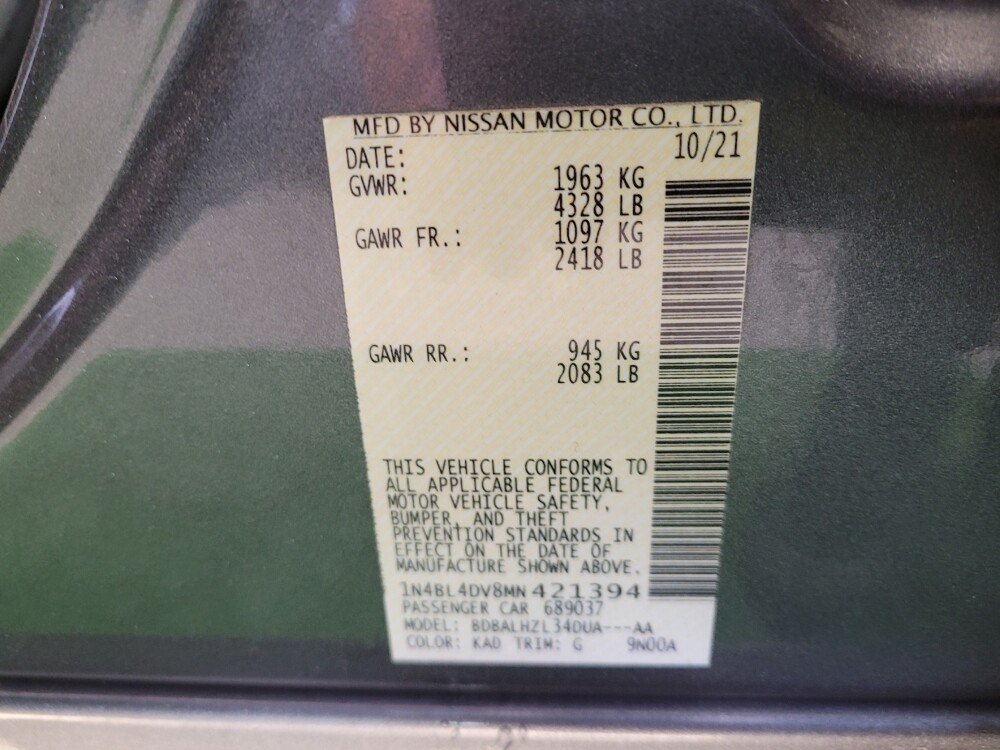 MFD BY NISSAN MOTOR CO., LTD.
DATE: 10/21
GVWR: 1963 KG
4328 LB
GAWR FR.: 1097 KG
2418 LB
GAWR RR.: 945 KG
2083 LB
THIS VEHICLE CONFORMS TO
ALL APPLICABLE FEDERAL
MOTOR VEHICLE SAFETY,
BUMPER, AND THEFT
PREVENTION STANDARDS IN
EFFECT ON THE DATE OF
MANUFACTURE SHOWN ABOVE.
1N4BL4DV8MN421394
PASSENGER CAR 689037
MODEL: BDBALHZL34DUA---AA
COLOR: KAD TRIM: G 9N00A